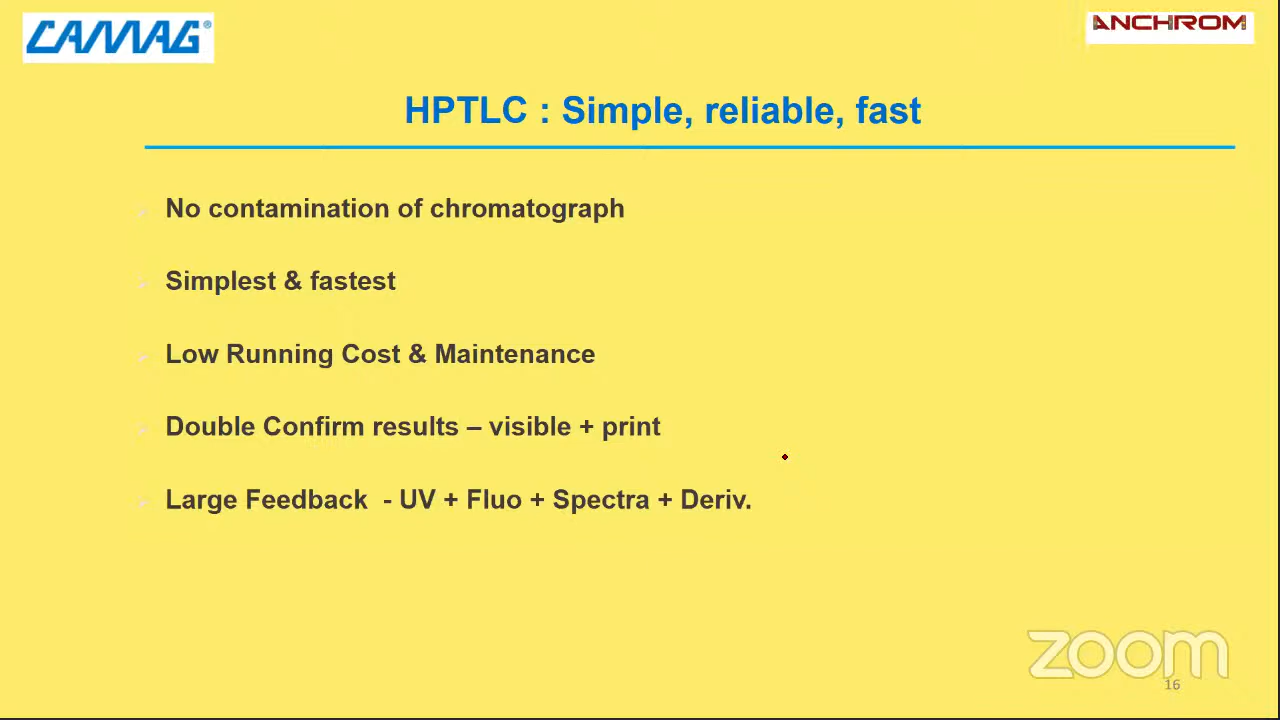 CAMAG®
ANCHROM
HPTLC : Simple, reliable, fast
No contamination of chromatograph
Simplest & fastest
Low Running Cost & Maintenance
Double Confirm results – visible + print
Large Feedback - UV + Fluo + Spectra + Deriv.
zoom
16